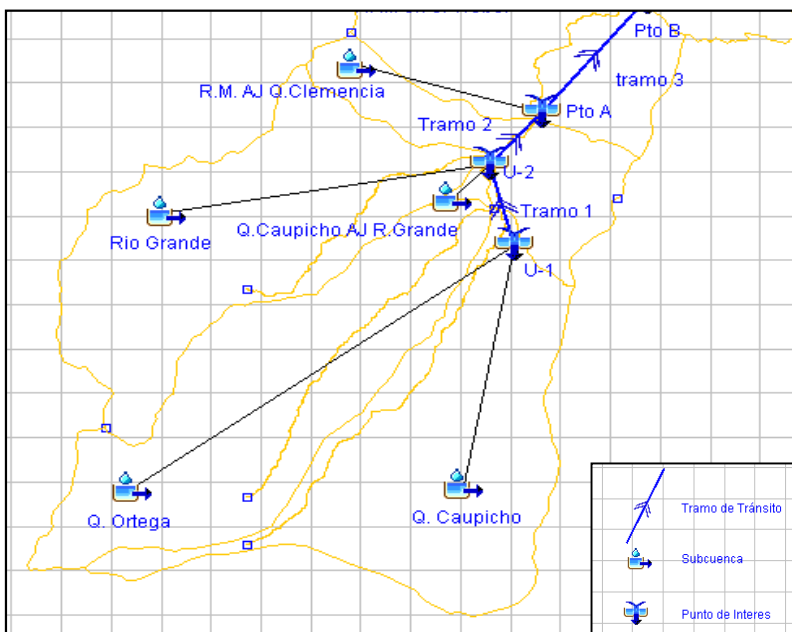 Pto B
tramo 3
R.M. AJ Q.Clemencia
Pto A
Tramo 2
U-2
Tramo 1
Q.Caupicho AJ R.Grande
Rio Grande
U-1
Q. Ortega
Q. Caupicho
Tramo de Tránsito
Subcuenca
Punto de Interes